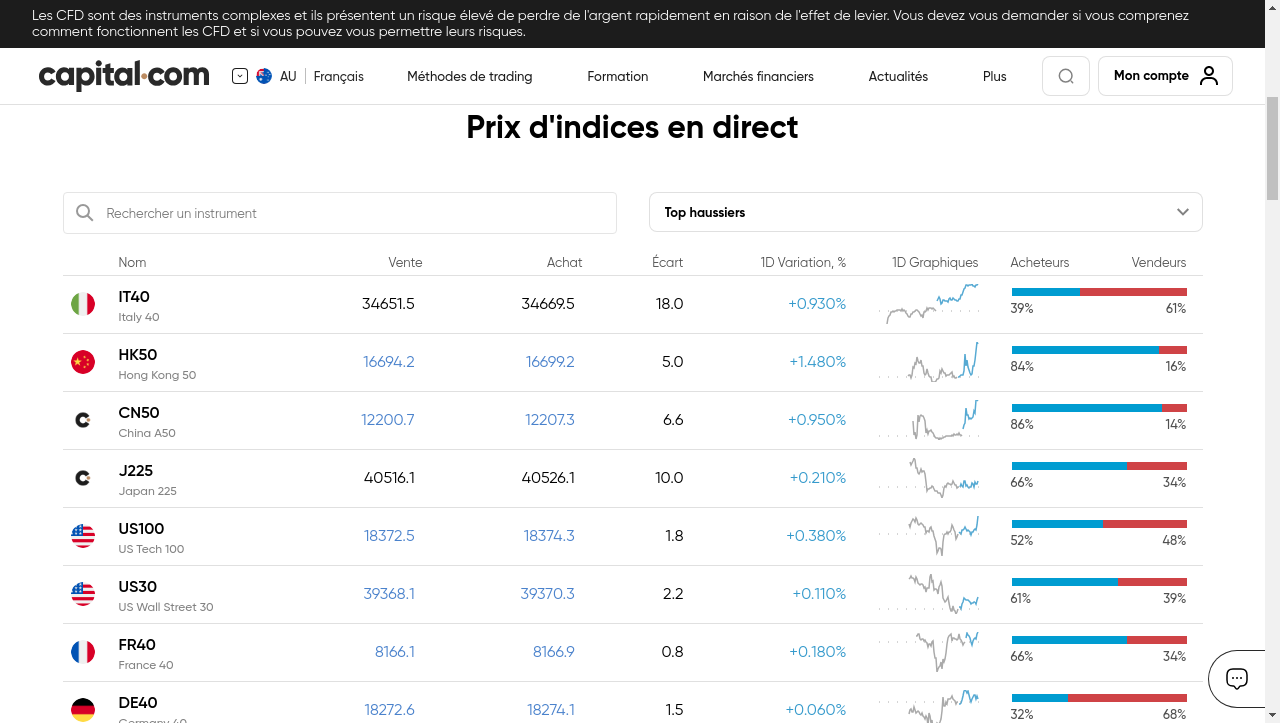 Les CFD sont des instruments complexes et ils présentent un risque élevé de perdre de l'argent rapidement en raison de l'effet de levier. Vous devez vous demander si vous comprenez
comment fonctionnent les CFD et si vous pouvez vous permettre leurs risques.
capital.com AU Français Méthodes de trading Formation Marchés financiers Actualités Plus Mon compte
Prix d'indices en direct
Rechercher un instrument Top haussiers
Nom Vente Achat Écart 1D Variation, % 1D Graphiques Acheteurs Vendeurs
IT40 34651.5 34669.5 18.0 +0.930%
Italy 40 39% 61%
HK50 16694.2 16699.2 5.0 +1.480%
Hong Kong 50 84% 16%
CN50 12200.7 12207.3 6.6 +0.950%
China A50 86% 14%
J225 40516.1 40526.1 10.0 +0.210%
Japan 225 66% 34%
US100 18372.5 18374.3 1.8 +0.380%
US Tech 100 52% 48%
US30 39368.1 39370.3 2.2 +0.110%
US Wall Street 30 61% 39%
FR40 8166.1 8166.9 0.8 +0.180%
France 40 66% 34%
DE40 18272.6 18274.1 1.5 +0.060%
Germany 40 32% 68%